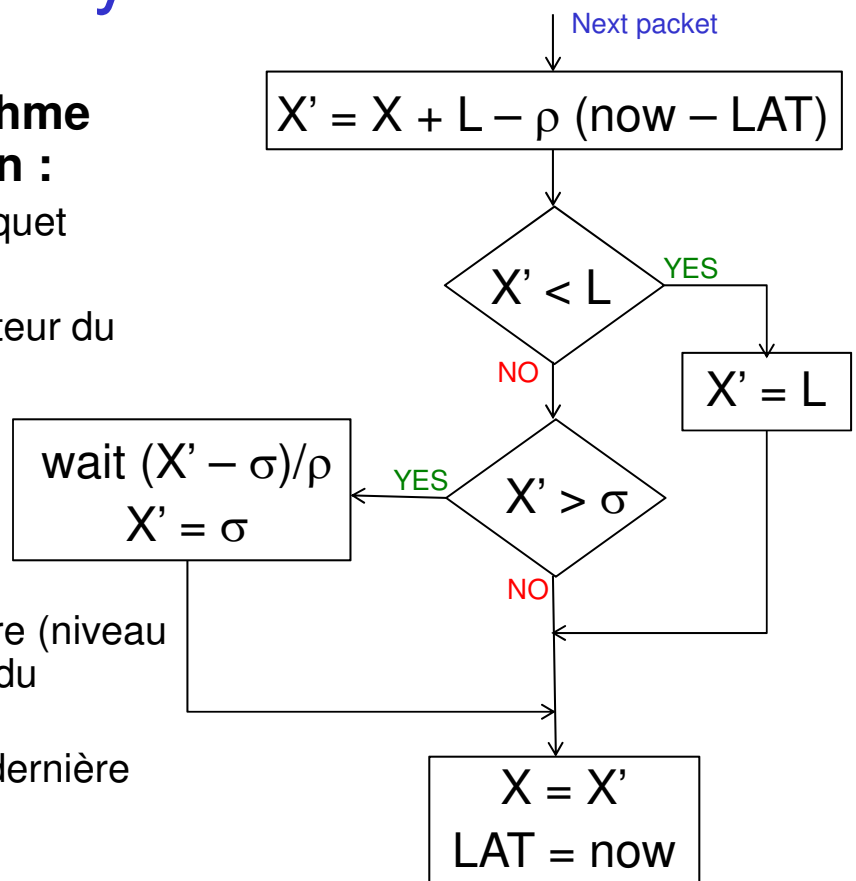 y
Next packet
hme
n :
quet
teur du
re (niveau
du
dernière
X’ = X + L – ρ (now – LAT)
X’ < L
YES
NO
X’ = L
X’ > σ
YES
NO
wait (X’ – σ)/ρ
X’ = σ
X = X’
LAT = now